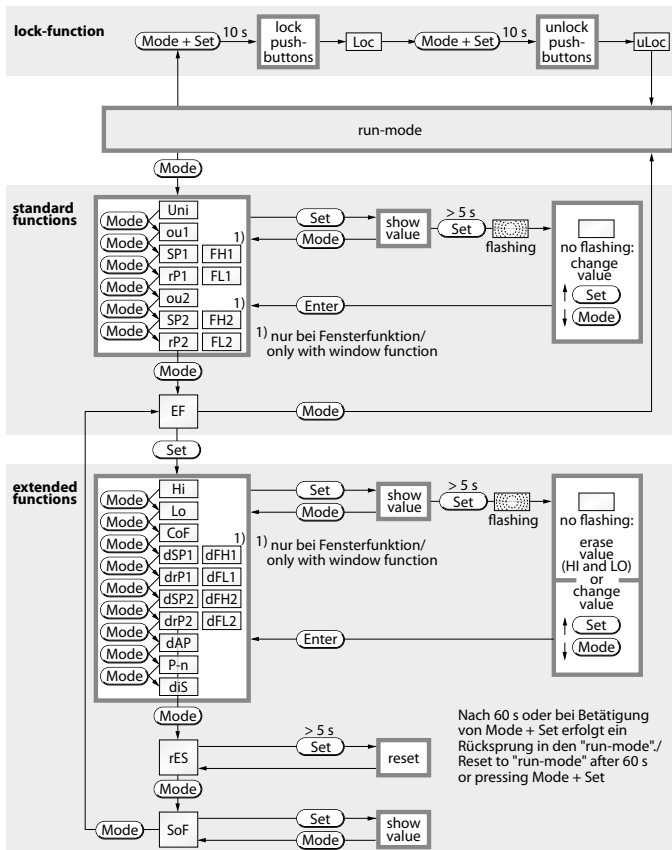 lock-function
Mode + Set
10 s
lock
push-
buttons
Loc
Mode + Set
10 s
unlock
push-
buttons
uLoc
run-mode
Mode
standard
functions
Mode
Mode
Mode
Mode
Mode
Mode
Uni
ou1
1)
SP1
FH1
rP1
FL1
ou2
1)
SP2
FH2
rP2
FL2
Set
Mode
show
value
> 5 s
Set
flashing
no flashing:
change
value
Set
Mode
Enter
1) nur bei Fensterfunktion/
only with window function
Mode
EF
Mode
Set
extended
functions
Mode
Mode
Mode
Mode
Mode
Mode
Mode
Mode
Mode
Hi
Lo
CoF
1)
dSP1
dFH1
drP1
dFL1
dSP2
dFH2
drP2
dFL2
dAP
P-n
diS
Set
Mode
show
value
> 5 s
Set
flashing
no flashing:
erase
value
(HI and LO)
or
change
value
Set
Mode
1) nur bei Fensterfunktion/
only with window function
Enter
Mode
rES
> 5 s
Set
reset
Nach 60 s oder bei Betätigung
von Mode + Set erfolgt ein
Rücksprung in den "run-mode"./
Reset to "run-mode" after 60 s
or pressing Mode + Set
Mode
Mode
SoF
Set
Mode
show
value